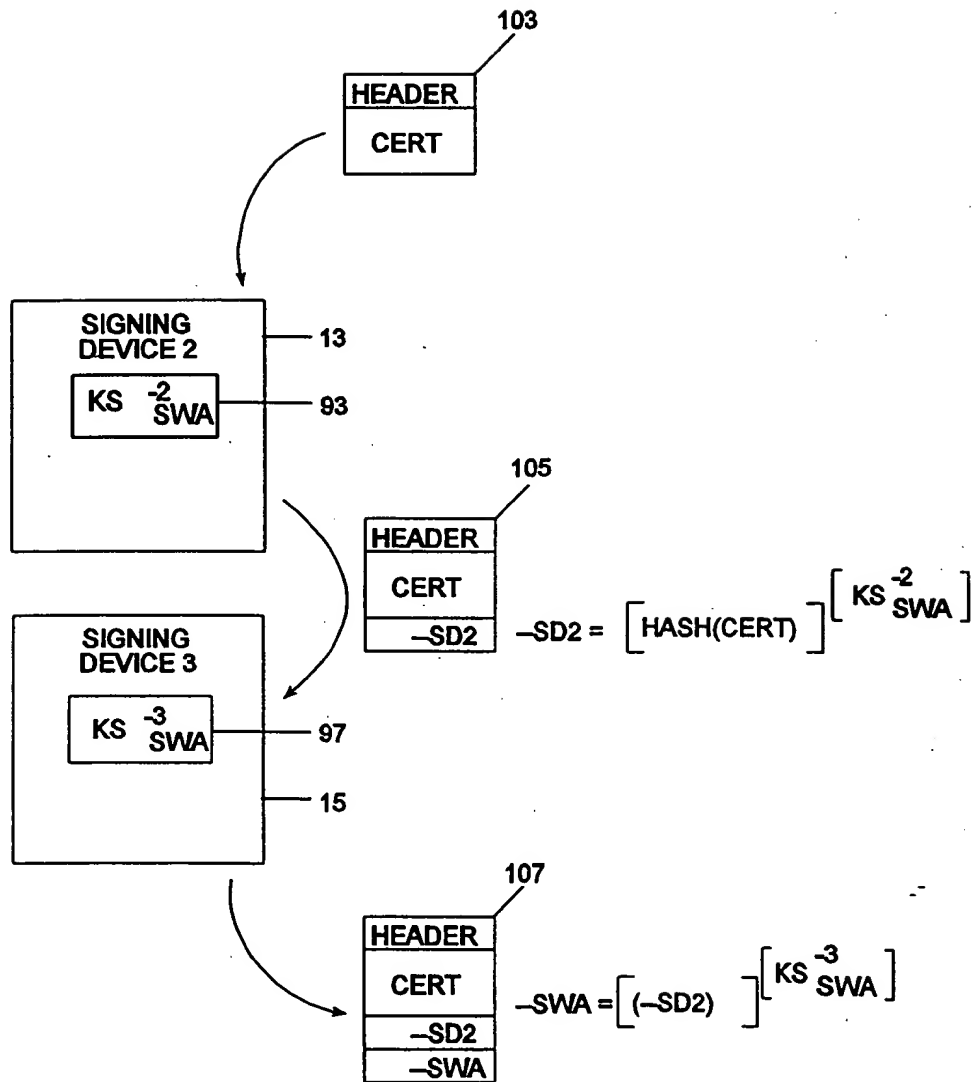 103
HEADER
CERT
SIGNING
DEVICE 2
13
KS -2 SWA
93
105
HEADER
CERT
–SD2
–SD2 = [HASH(CERT)] [KS -2 SWA]
SIGNING
DEVICE 3
KS -3 SWA
97
15
107
HEADER
CERT
–SD2
–SWA
–SWA = [(–SD2) ] [KS -3 SWA]